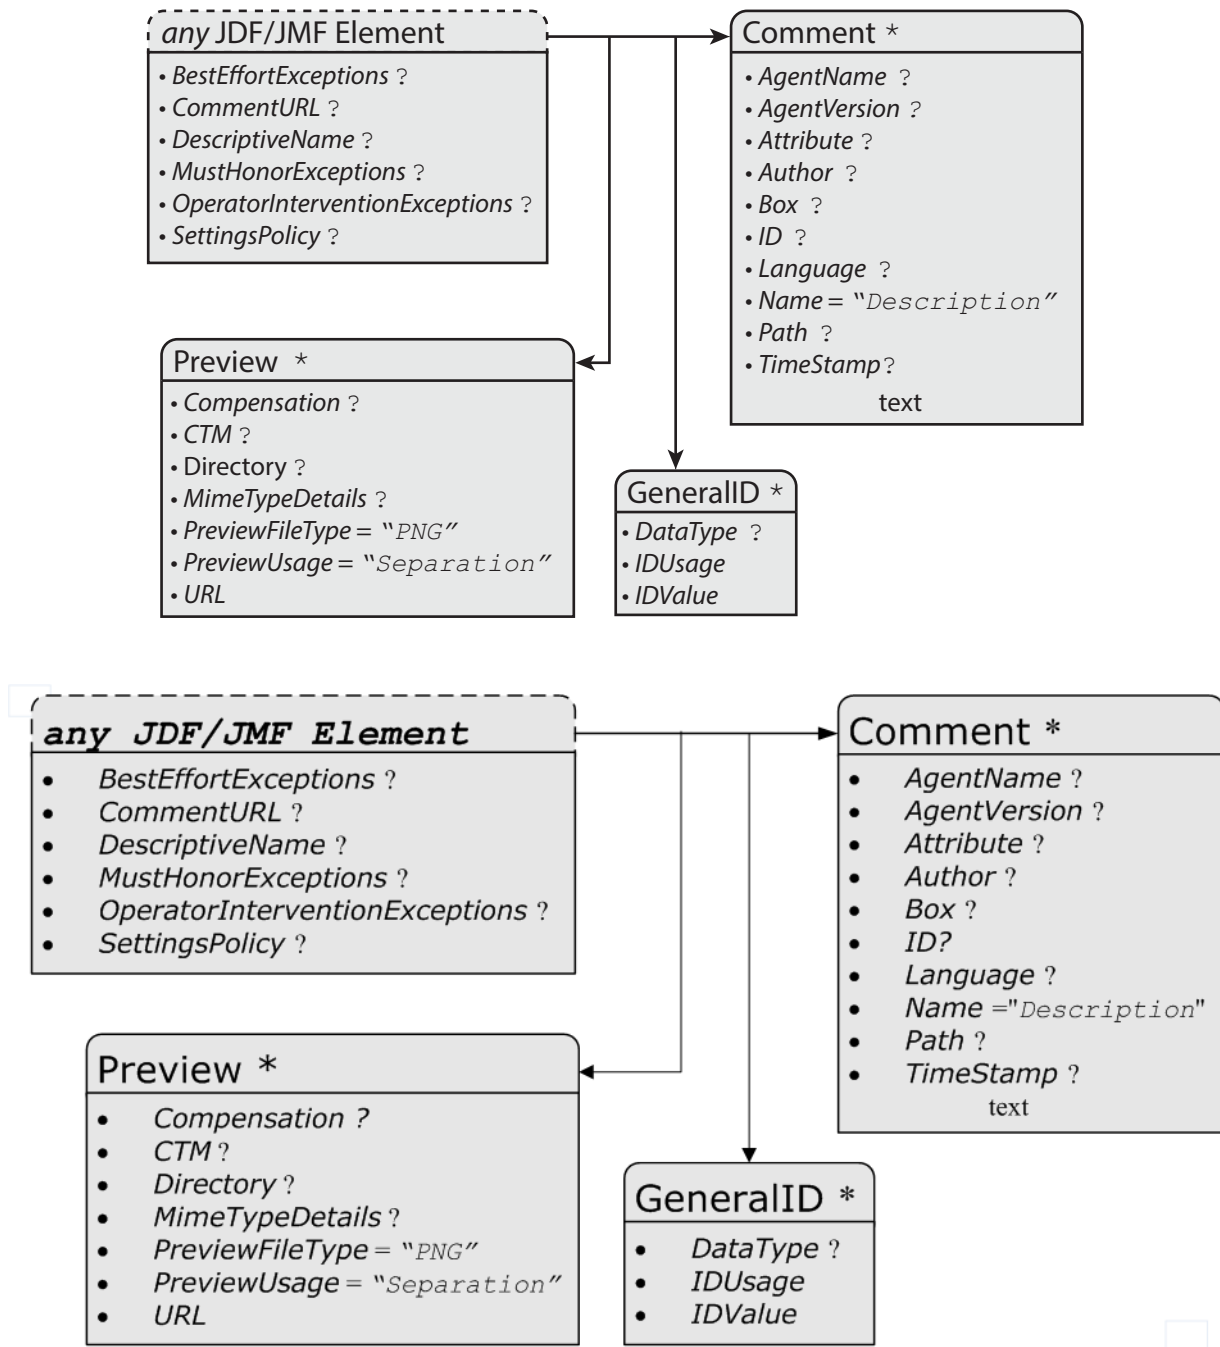 any JDF/JMF Element
• BestEffortExceptions ?
• CommentURL ?
• DescriptiveName ?
• MustHonorExceptions ?
• OperatorInterventionExceptions ?
• SettingsPolicy ?
Comment *
• AgentName ?
• AgentVersion ?
• Attribute ?
• Author ?
• Box ?
• ID ?
• Language ?
• Name = “Description”
• Path ?
• TimeStamp?
text
Preview *
• Compensation ?
• CTM ?
• Directory ?
• MimeTypeDetails ?
• PreviewFileType = “PNG”
• PreviewUsage = “Separation”
• URL
GeneralID *
• DataType ?
• IDUsage
• IDValue
any JDF/JMF Element
• BestEffortExceptions ?
• CommentURL ?
• DescriptiveName ?
• MustHonorExceptions ?
• OperatorInterventionExceptions ?
• SettingsPolicy ?
Comment *
• AgentName ?
• AgentVersion ?
• Attribute ?
• Author ?
• Box ?
• ID?
• Language ?
• Name ="Description"
• Path ?
• TimeStamp ?
text
Preview *
• Compensation ?
• CTM ?
• Directory ?
• MimeTypeDetails ?
• PreviewFileType = “PNG”
• PreviewUsage = “Separation”
• URL
GeneralID *
• DataType ?
• IDUsage
• IDValue